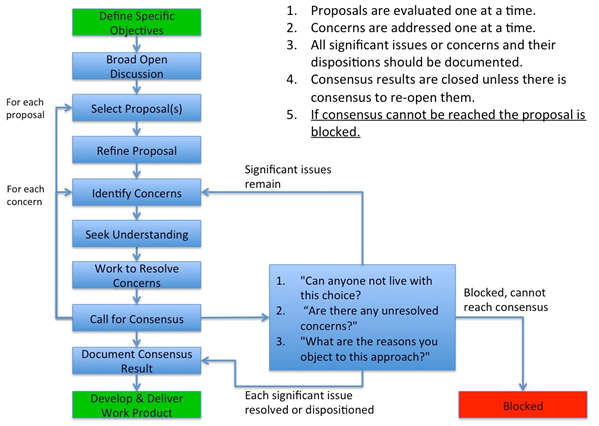 Define Specific
Objectives
Broad Open
Discussion
For each
proposal
Select Proposal(s)
Refine Proposal
For each
concern
Identify Concerns
Seek Understanding
Work to Resolve
Concerns
Call for Consensus
Document Consensus
Result
Develop & Deliver
Work Product
1. Proposals are evaluated one at a time.
2. Concerns are addressed one at a time.
3. All significant issues or concerns and their
dispositions should be documented.
4. Consensus results are closed unless there is
consensus to re-open them.
5. If consensus cannot be reached the proposal is
blocked.
Significant issues
remain
1. "Can anyone not live with
this choice?
2. “Are there any unresolved
concerns?"
3. "What are the reasons you
object to this approach?"
Blocked, cannot
reach consensus
Each significant issue
resolved or dispositioned
Blocked